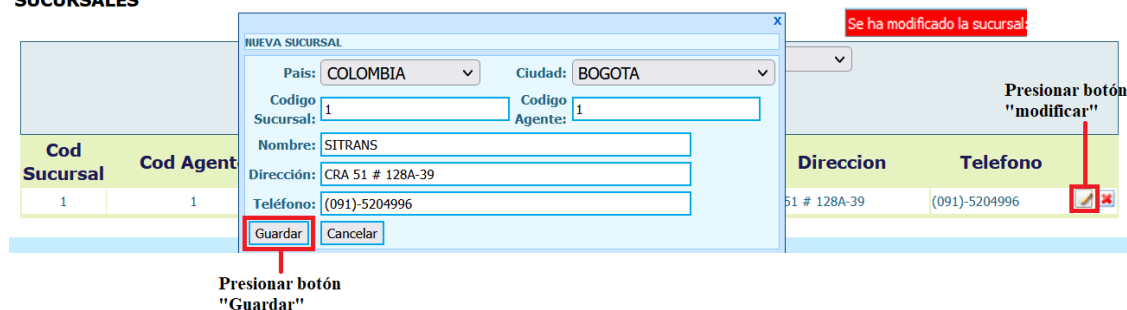 SUCURSALES
x
Se ha modificado la sucursal:
NUEVA SUCURSAL
Pais: COLOMBIA Ciudad: BOGOTA
Codigo Sucursal: 1 Codigo Agente: 1
Nombre: SITRANS
Dirección: CRA 51 # 128A-39
Teléfono: (091)-5204996
Guardar Cancelar
Presionar botón
"modificar"
Cod Sucursal Cod Agent Direccion Telefono
1 1 51 # 128A-39 (091)-5204996
Presionar botón
"Guardar"